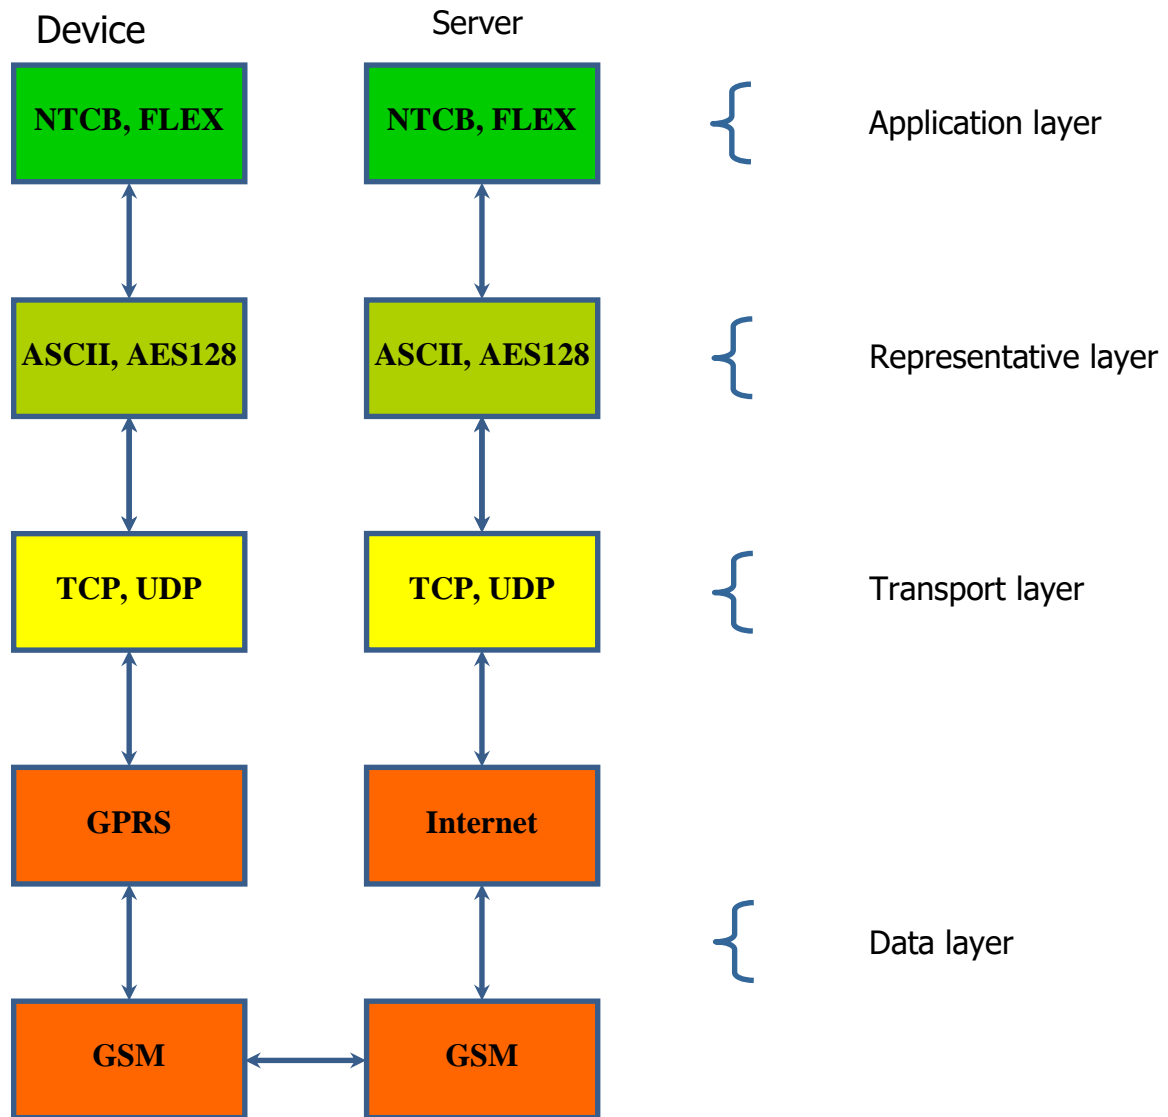 Device
Server
NTCB, FLEX
NTCB, FLEX
Application layer
ASCII, AES128
ASCII, AES128
Representative layer
TCP, UDP
TCP, UDP
Transport layer
GPRS
Internet
Data layer
GSM
GSM